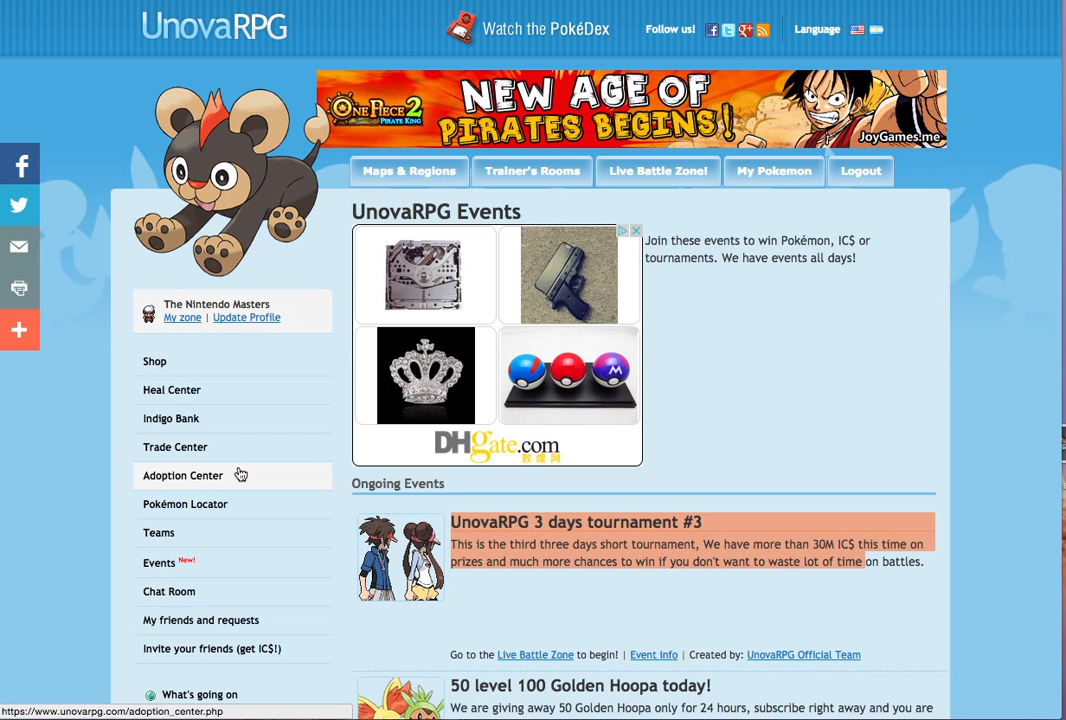 UnovaRPG
Watch the PokéDex
Follow us!
Language
ONE PIECE 2
PIRATE KING
NEW AGE OF
PIRATES BEGINS!
JoyGames.me
Maps & Regions
Trainer's Rooms
Live Battle Zone!
My Pokemon
Logout
UnovaRPG Events
Join these events to win Pokémon, IC$ or
tournaments. We have events all days!
M
DHgate.com
敦煌网
The Nintendo Masters
My zone | Update Profile
Shop
Heal Center
Indigo Bank
Trade Center
Adoption Center
Pokémon Locator
Teams
Events New!
Chat Room
My friends and requests
Invite your friends (get IC$!)
What's going on
Ongoing Events
UnovaRPG 3 days tournament #3
This is the third three days short tournament, We have more than 30M IC$ this time on
prizes and much more chances to win if you don't want to waste lot of time on battles.
Go to the Live Battle Zone to begin! | Event Info | Created by: UnovaRPG Official Team
50 level 100 Golden Hoopa today!
We are giving away 50 Golden Hoopa only for 24 hours, subscribe right away and you are
https://www.unovarpg.com/adoption_center.php